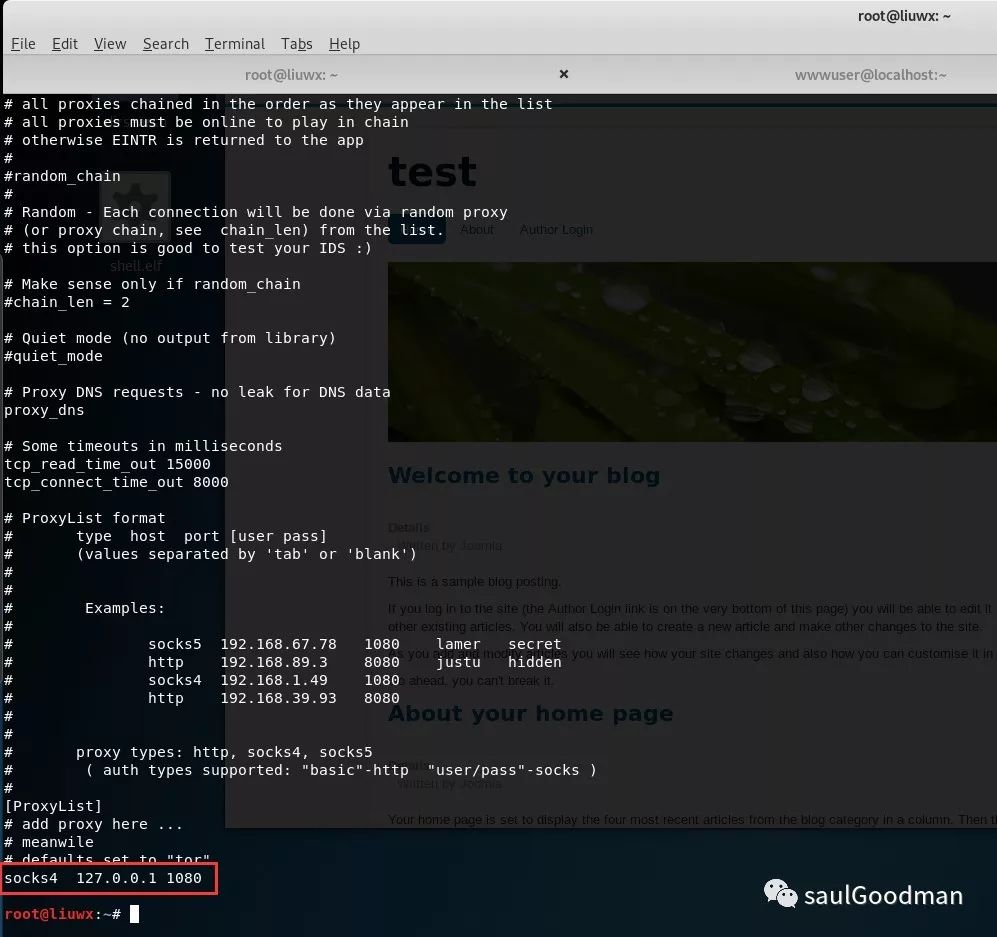 root@liuwx: ~
File Edit View Search Terminal Tabs Help
root@liuwx: ~ × wwwuser@localhost:~
# all proxies chained in the order as they appear in the list
# all proxies must be online to play in chain
# otherwise EINTR is returned to the app
#
#random_chain
#
# Random - Each connection will be done via random proxy
# (or proxy chain, see  chain_len) from the list.
# this option is good to test your IDS :)
# Make sense only if random_chain
#chain_len = 2
# Quiet mode (no output from library)
#quiet_mode
# Proxy DNS requests - no leak for DNS data
proxy_dns
# Some timeouts in milliseconds
tcp_read_time_out 15000
tcp_connect_time_out 8000
# ProxyList format
#       type  host  port [user pass]
#       (values separated by 'tab' or 'blank')
#
#
#        Examples:
#
#               socks5  192.168.67.78   1080    lamer   secret
#               http    192.168.89.3    8080    justu   hidden
#               socks4  192.168.1.49    1080
#               http    192.168.39.93   8080
#
#
#       proxy types: http, socks4, socks5
#        ( auth types supported: "basic"-http  "user/pass"-socks )
#
[ProxyList]
# add proxy here ...
# meanwile
# defaults set to "tor"
socks4  127.0.0.1 1080
root@liuwx:~#
shell.elf
test
About Author Login
Welcome to your blog
Details
Written by Joomla
This is a sample blog posting.
If you log in to the site (the Author Login link is on the very bottom of this page) you will be able to edit it
other existing articles. You will also be able to create a new article and make other changes to the site.
As you add and modify articles you will see how your site changes and also how you can customise it in
ahead, you can't break it.
About your home page
Written by Joomla
Your home page is set to display the four most recent articles from the blog category in a column. Then
saulGoodman